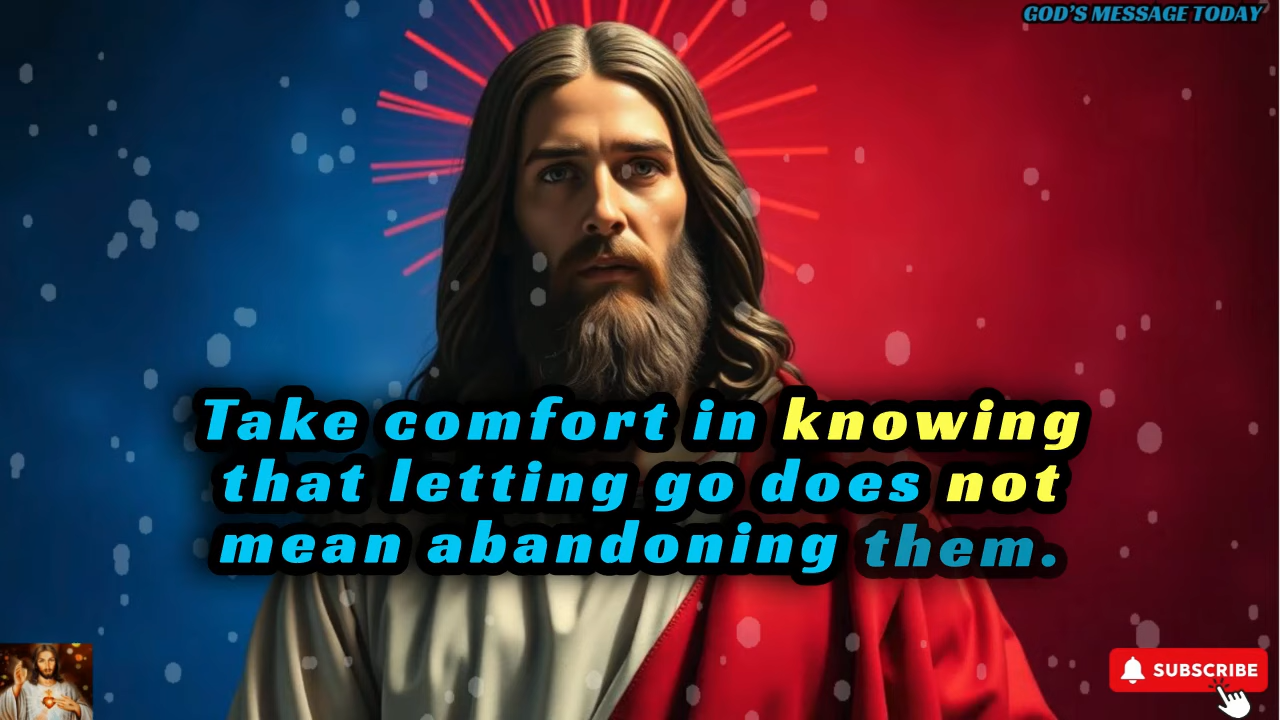 GOD'S MESSAGE TODAY
Take comfort in knowing
that letting go does not
mean abandoning them.
SUBSCRIBE